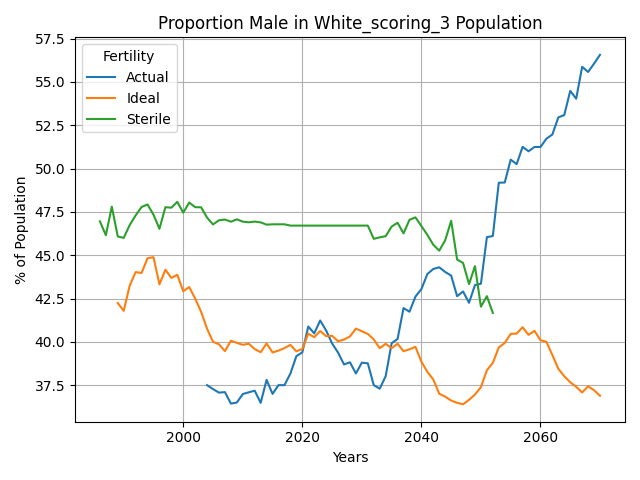 Proportion Male in White_scoring_3 Population
57.5
55.0
52.5
50.0
47.5
45.0
42.5
40.0
37.5
% of Population
Fertility
Actual
Ideal
Sterile
2000
2020
2040
2060
Years